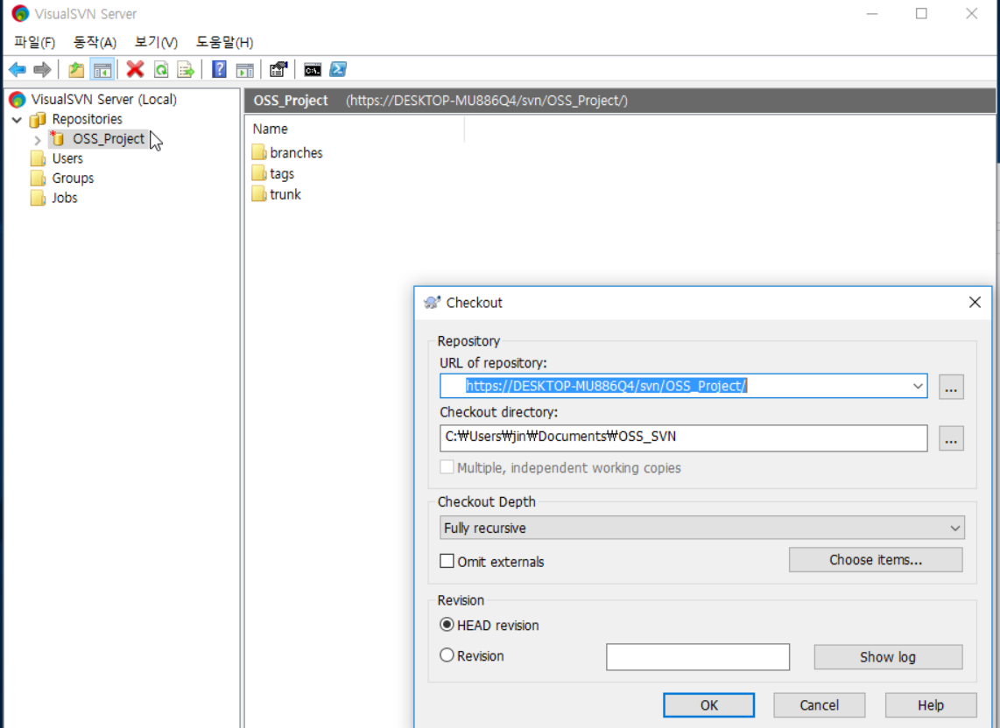 VisualSVN Server
파일(F) 동작(A) 보기(V) 도움말(H)
VisualSVN Server (Local)
Repositories
OSS_Project
Users
Groups
Jobs
OSS_Project (https://DESKTOP-MU886Q4/svn/OSS_Project/)
Name
branches
tags
trunk
Checkout
Repository
URL of repository:
https://DESKTOP-MU886Q4/svn/OSS_Project/
...
Checkout directory:
C:₩Users₩jin₩Documents₩OSS_SVN
...
Multiple, independent working copies
Checkout Depth
Fully recursive
Omit externals
Choose items...
Revision
HEAD revision
Revision
Show log
OK Cancel Help